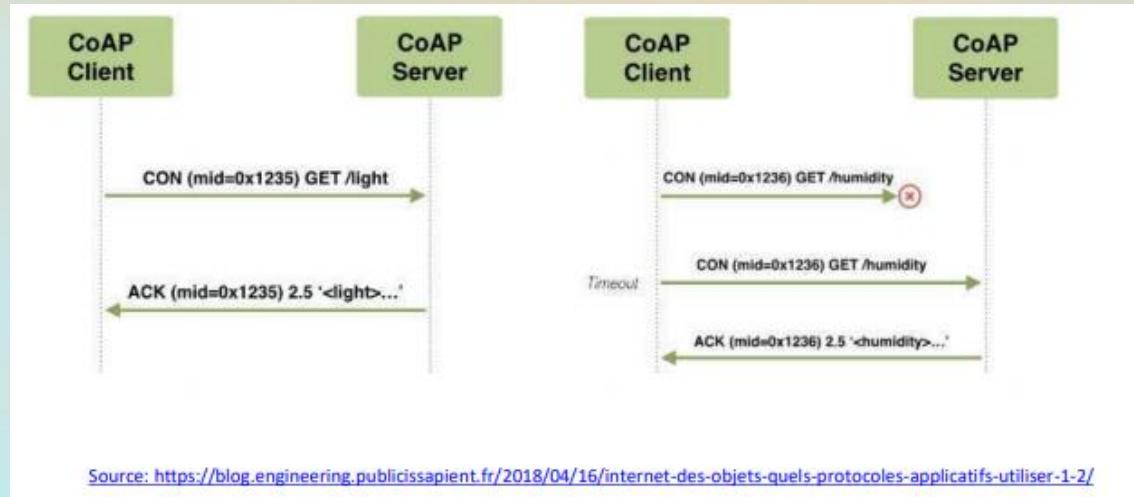 CoAP
Client
CoAP
Server
CON (mid=0x1235) GET /light
ACK (mid=0x1235) 2.5 ‘<light>…’
CoAP
Client
CoAP
Server
CON (mid=0x1236) GET /humidity
Timeout
CON (mid=0x1236) GET /humidity
ACK (mid=0x1236) 2.5 ‘<humidity>…’
Source: https://blog.engineering.publicissapient.fr/2018/04/16/internet-des-objets-quels-protocoles-applicatifs-utiliser-1-2/